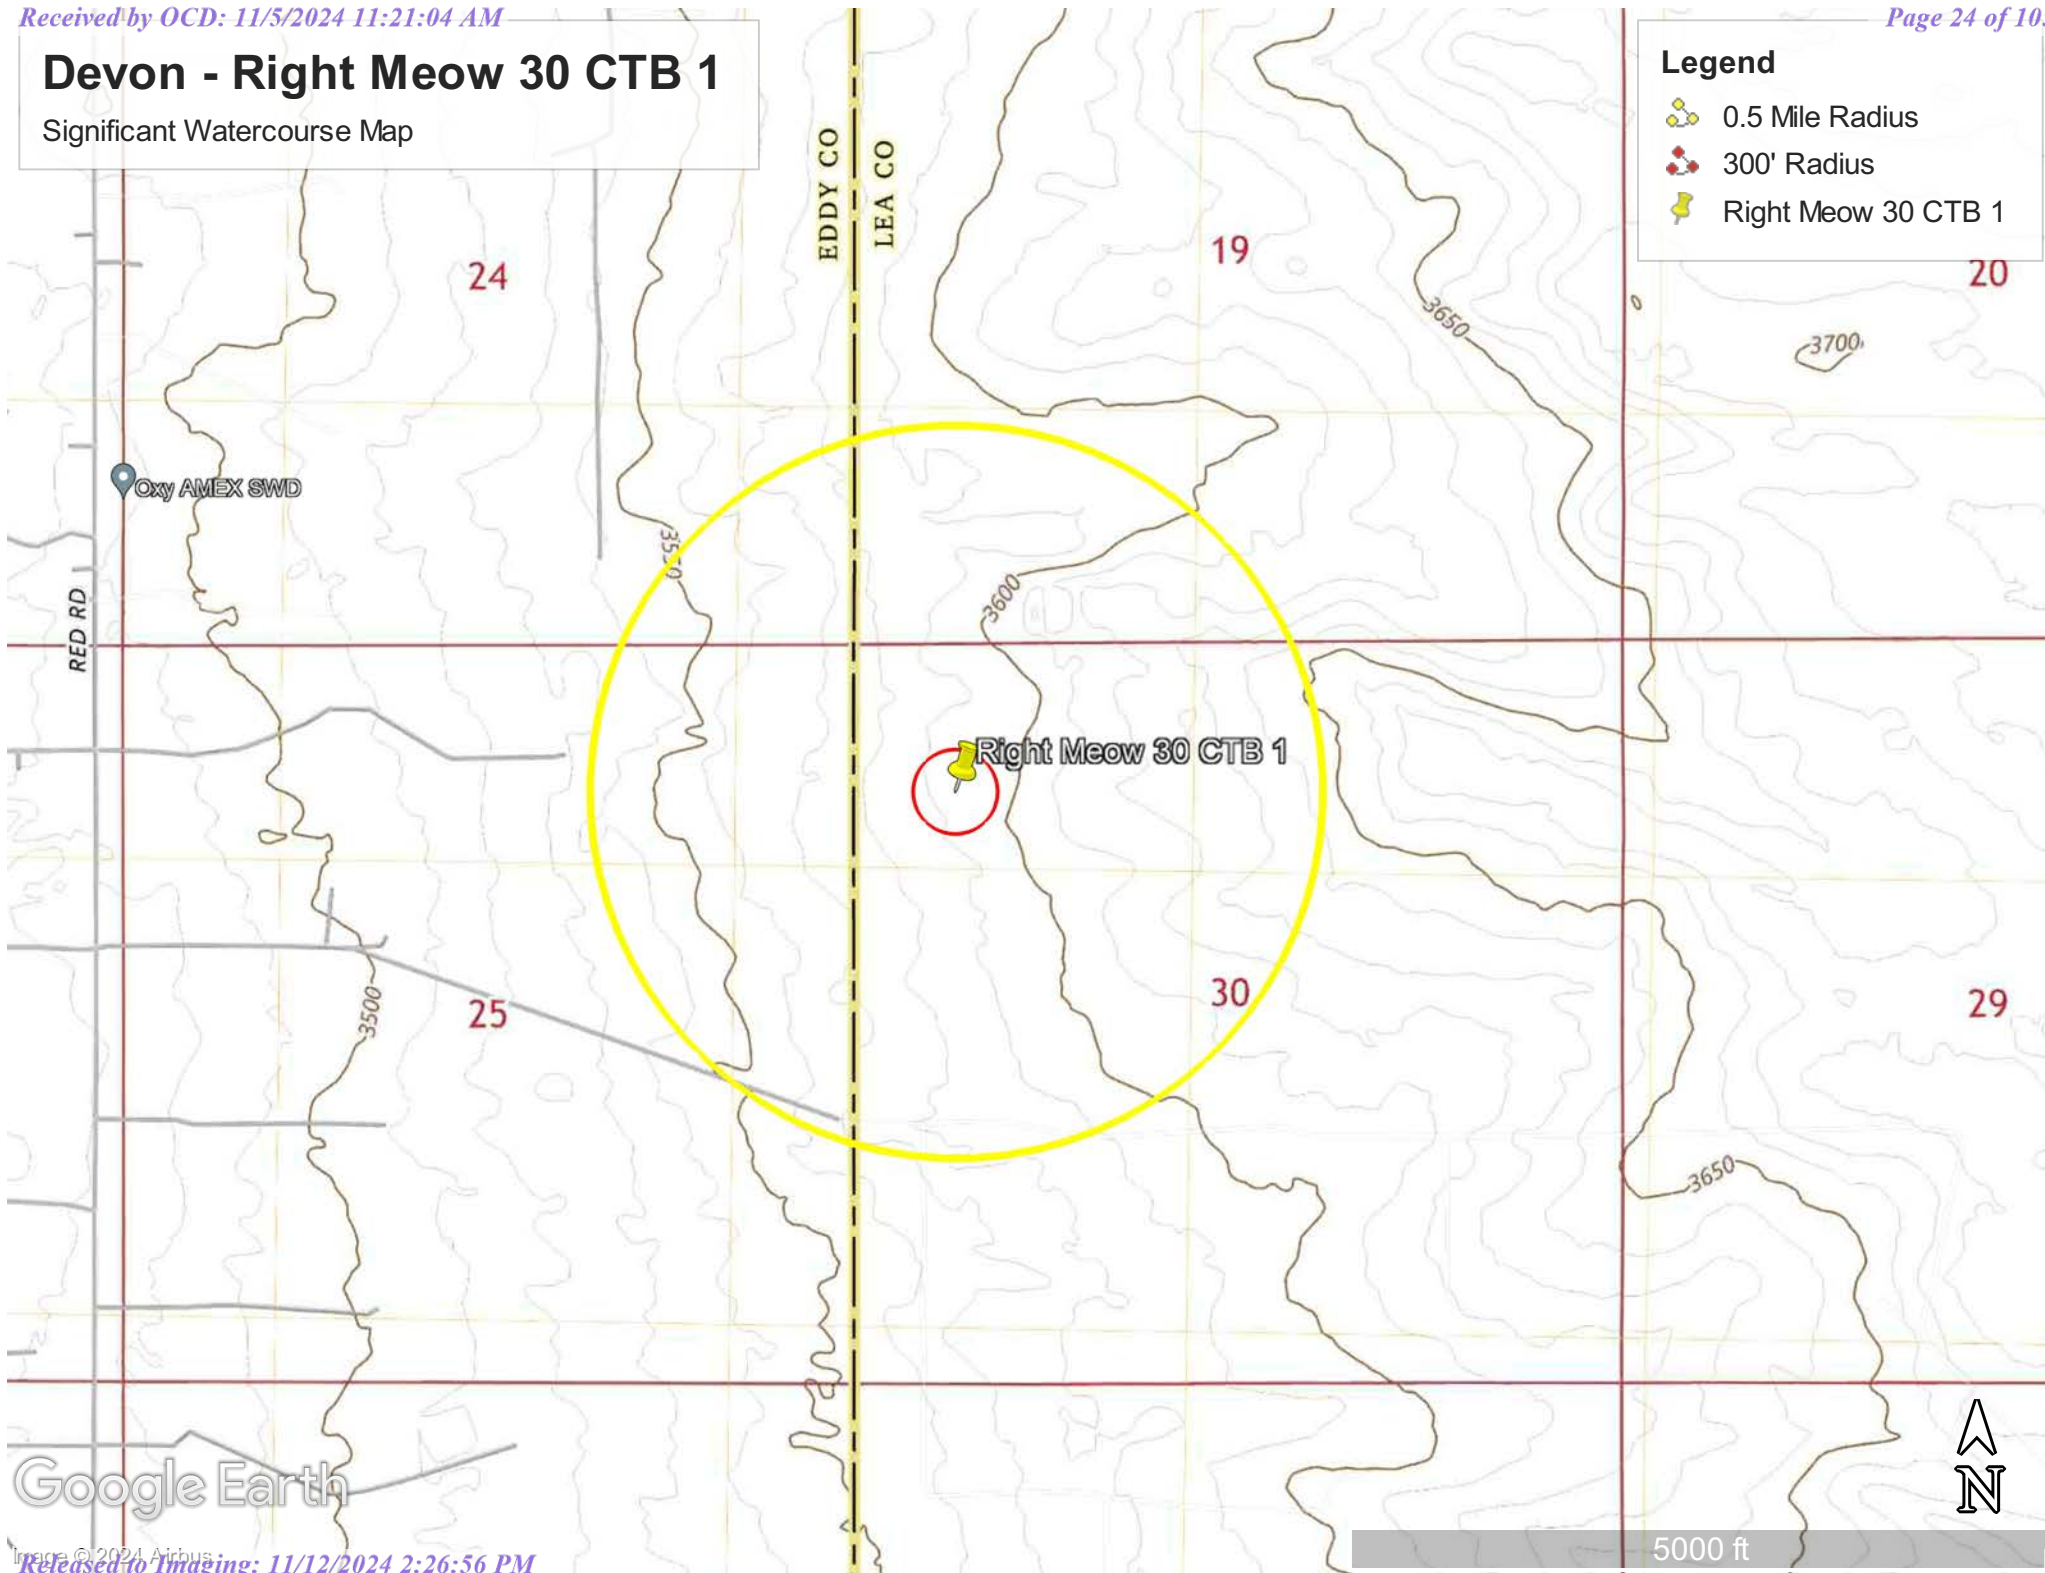 Received by OCD: 11/5/2024 11:21:04 AM
Page 24 of 10
Devon - Right Meow 30 CTB 1
Significant Watercourse Map
Legend
0.5 Mile Radius
300' Radius
Right Meow 30 CTB 1
EDDY CO
LEA CO
24
19
20
3650
3700
Oxy AMEX SWD
3550
3600
RED RD
Right Meow 30 CTB 1
25
30
29
3500
3650
N
Google Earth
5000 ft
Image © 2024 Airbus
Released to Imaging: 11/12/2024 2:26:56 PM